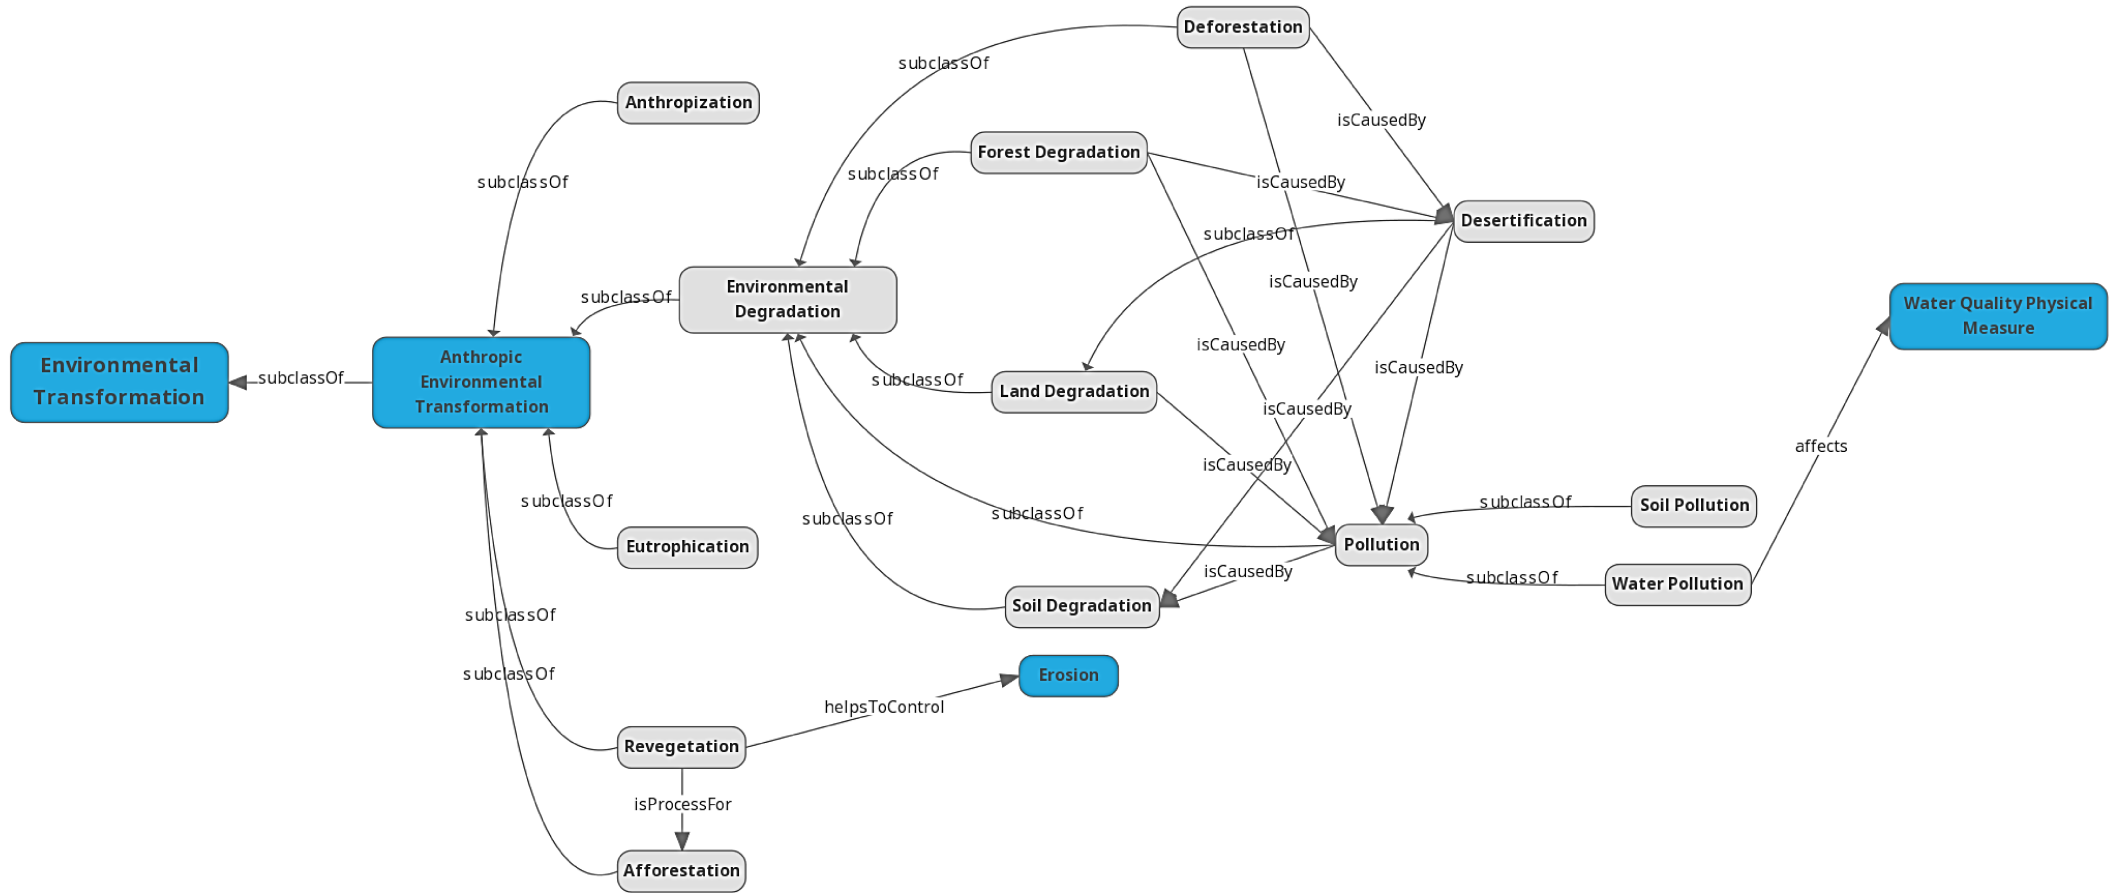 Deforestation
subclassOf
Anthropization
isCausedBy
Forest Degradation
subclassOf
subclassOf
isCausedBy
Desertification
subclassOf
Environmental
Degradation
subclassOf
isCausedBy
Water Quality Physical
Measure
Environmental
Transformation
subclassOf
Anthropic
Environmental
Transformation
isCausedBy
isCausedBy
subclassOf
Land Degradation
isCausedBy
affects
isCausedBy
subclassOf
subclassOf
subclassOf
subclassOf
Soil Pollution
Eutrophication
Pollution
isCausedBy
subclassOf
Water Pollution
Soil Degradation
subclassOf
subclassOf
Erosion
helpsToControl
Revegetation
isProcessFor
Afforestation